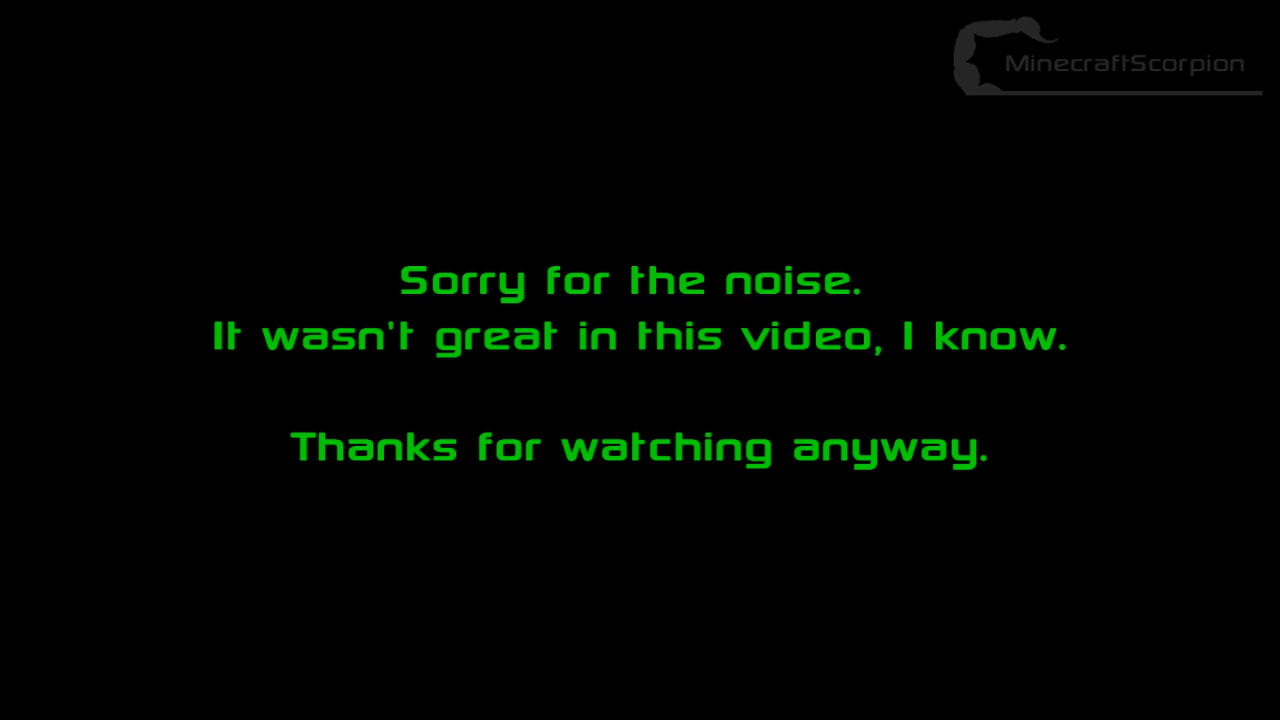 MinecraftScorpion
Sorry for the noise.
It wasn't great in this video, I know.
Thanks for watching anyway.